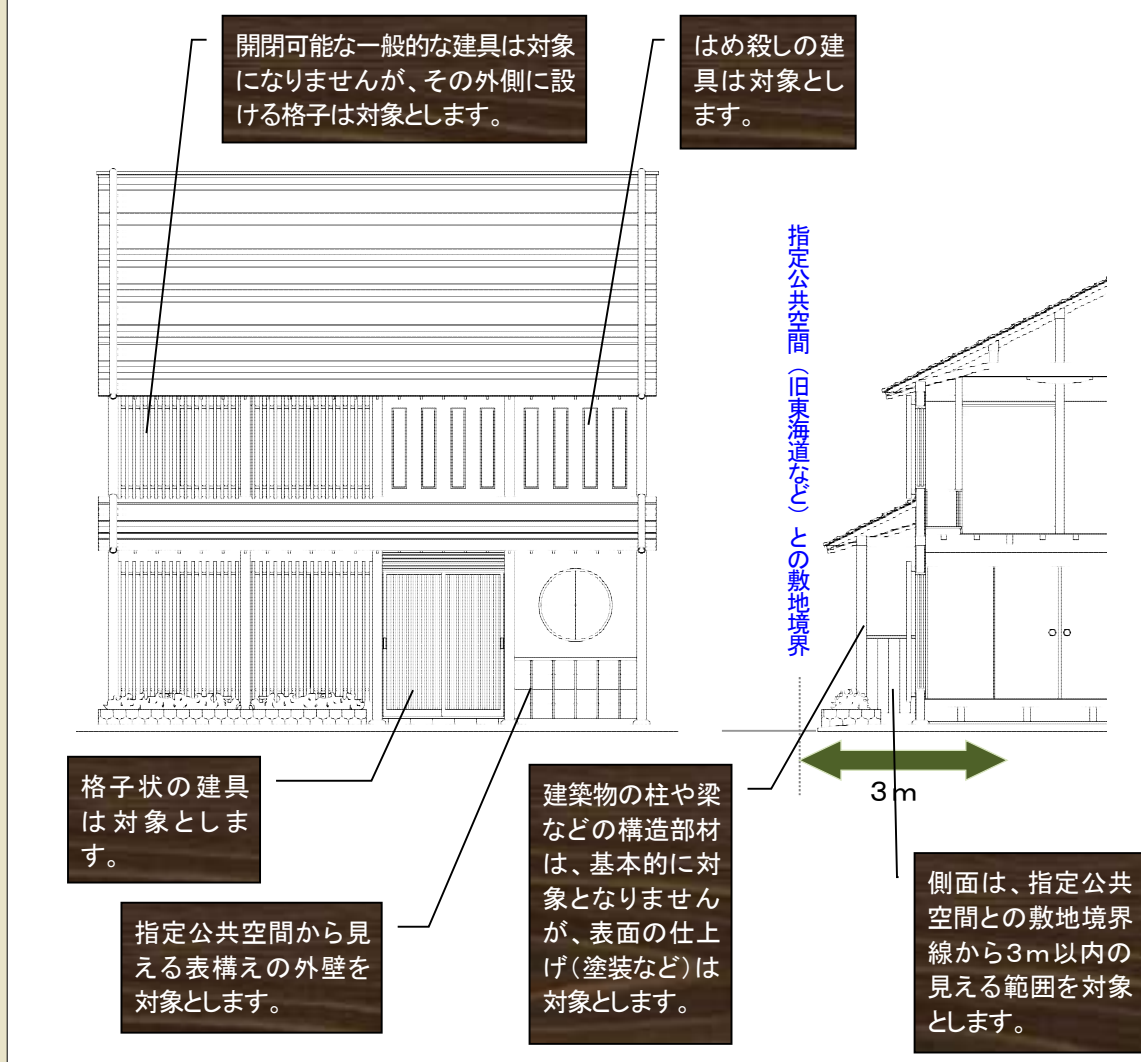 開閉可能な一般的な建具は対象
になりませんが、その外側に設
ける格子は対象とします。
はめ殺しの建
具は対象とし
ます。
指定公共空間（旧東海道など）との敷地境界
3m
格子状の建具
は対象としま
す。
指定公共空間から見
える表構えの外壁を
対象とします。
建築物の柱や梁
などの構造部材
は、基本的に対
象となりません
が、表面の仕上
げ（塗装など）は
対象とします。
側面は、指定公共
空間との敷地境界
線から3m以内の
見える範囲を対象
とします。